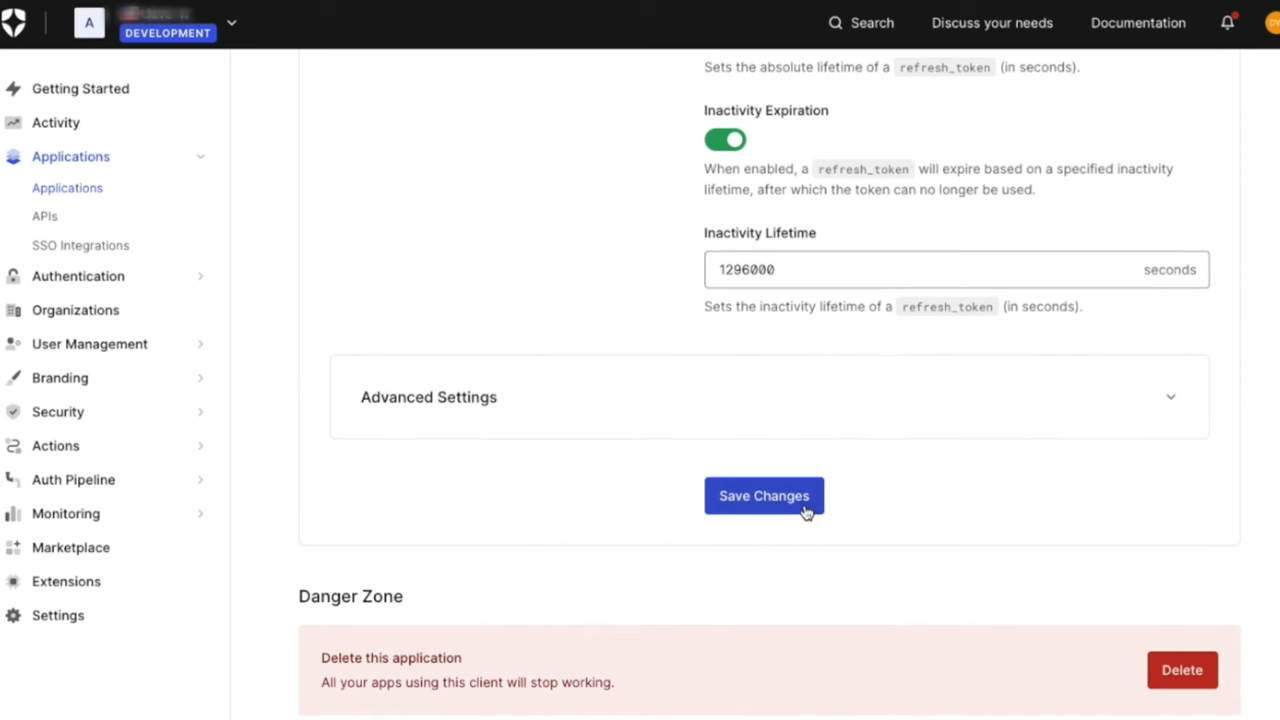 A
DEVELOPMENT
Search
Discuss your needs
Documentation
Getting Started
Activity
Applications
Applications
APIs
SSO Integrations
Authentication
Organizations
User Management
Branding
Security
Actions
Auth Pipeline
Monitoring
Marketplace
Extensions
Settings
Sets the absolute lifetime of a refresh_token (in seconds).
Inactivity Expiration
When enabled, a refresh_token will expire based on a specified inactivity
lifetime, after which the token can no longer be used.
Inactivity Lifetime
1296000 seconds
Sets the inactivity lifetime of a refresh_token (in seconds).
Advanced Settings
Save Changes
Danger Zone
Delete this application
All your apps using this client will stop working.
Delete